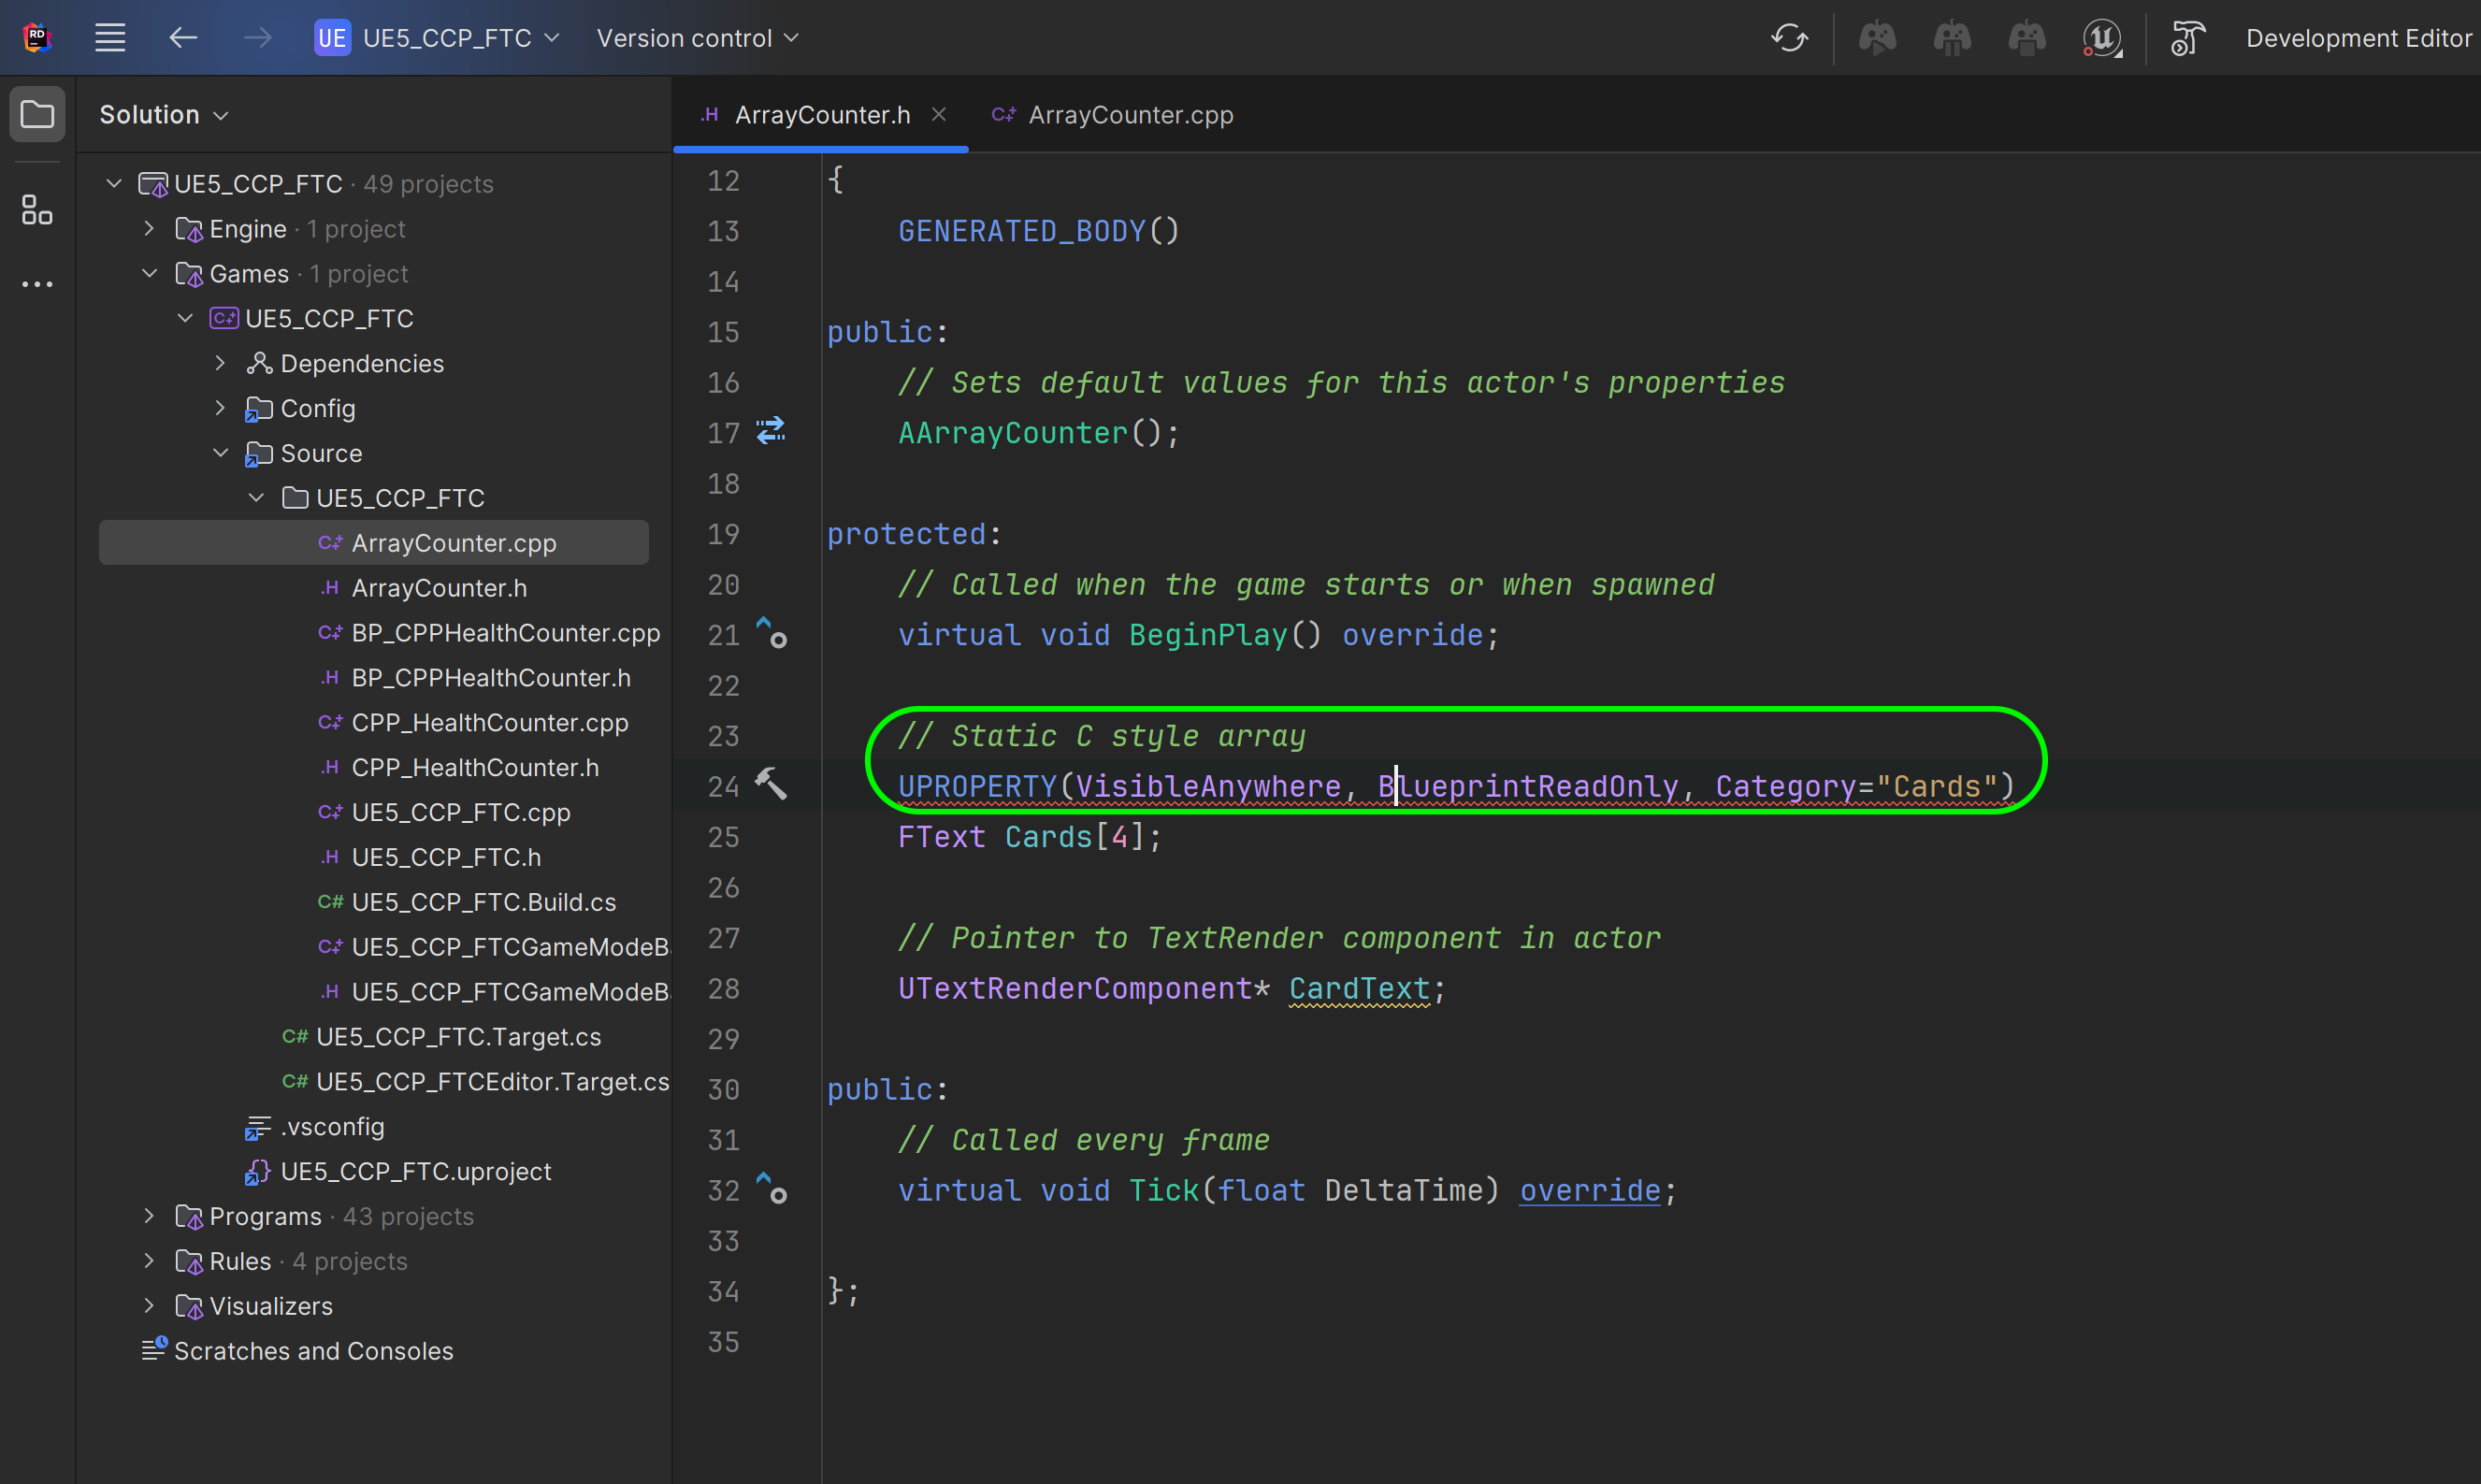 RD
UE UE5_CCP_FTC Version control
Development Editor
Solution
ArrayCounter.h
ArrayCounter.cpp
UE5_CCP_FTC · 49 projects
Engine · 1 project
Games · 1 project
UE5_CCP_FTC
Dependencies
Config
Source
UE5_CCP_FTC
C++ ArrayCounter.cpp
.H ArrayCounter.h
C++ BP_CPPHealthCounter.cpp
.H BP_CPPHealthCounter.h
C++ CPP_HealthCounter.cpp
.H CPP_HealthCounter.h
C++ UE5_CCP_FTC.cpp
.H UE5_CCP_FTC.h
C# UE5_CCP_FTC.Build.cs
C++ UE5_CCP_FTCGameModeB
.H UE5_CCP_FTCGameModeB
C# UE5_CCP_FTC.Target.cs
C# UE5_CCP_FTCEditor.Target.cs
.vsconfig
UE5_CCP_FTC.uproject
Programs · 43 projects
Rules · 4 projects
Visualizers
Scratches and Consoles
12 {
13 GENERATED_BODY()
14
15 public:
16 // Sets default values for this actor's properties
17 AArrayCounter();
18
19 protected:
20 // Called when the game starts or when spawned
21 virtual void BeginPlay() override;
22
23 // Static C style array
24 UPROPERTY(VisibleAnywhere, BlueprintReadOnly, Category="Cards")
25 FText Cards[4];
26
27 // Pointer to TextRender component in actor
28 UTextRenderComponent* CardText;
29
30 public:
31 // Called every frame
32 virtual void Tick(float DeltaTime) override;
33
34 };
35